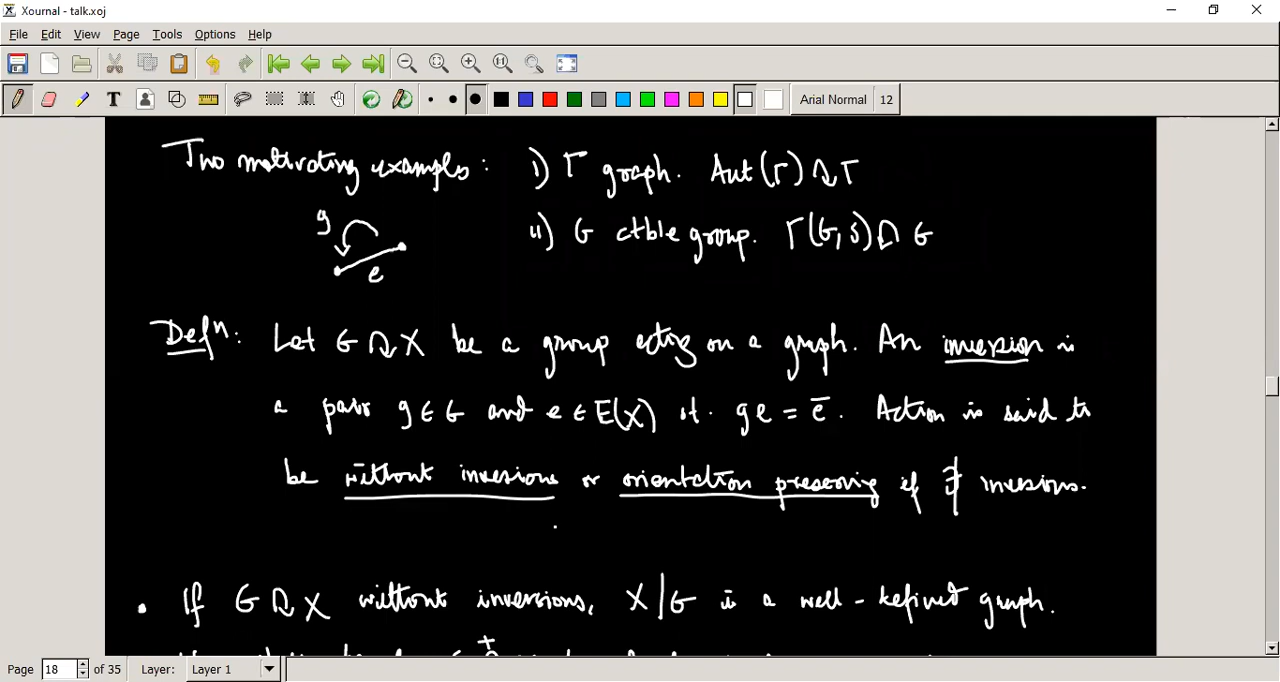 Xournal - talk.xoj
File Edit View Page Tools Options Help
Arial Normal 12
Two motivating examples: i) Γ graph. Aut(Γ) ↷ Γ
ii) G ctble group. Γ(G, S) ↶ G
g
e
Defⁿ: Let G ↷ X be a group acting on a graph. An inversion is
a pair g ∈ G and e ∈ E(X) st. ge = ē. Action is said to
be without inversions or orientation preserving if ∄ inversions.
• If G ↷ X without inversions, X/G is a well-defined graph.
Page 18 of 35 Layer: Layer 1